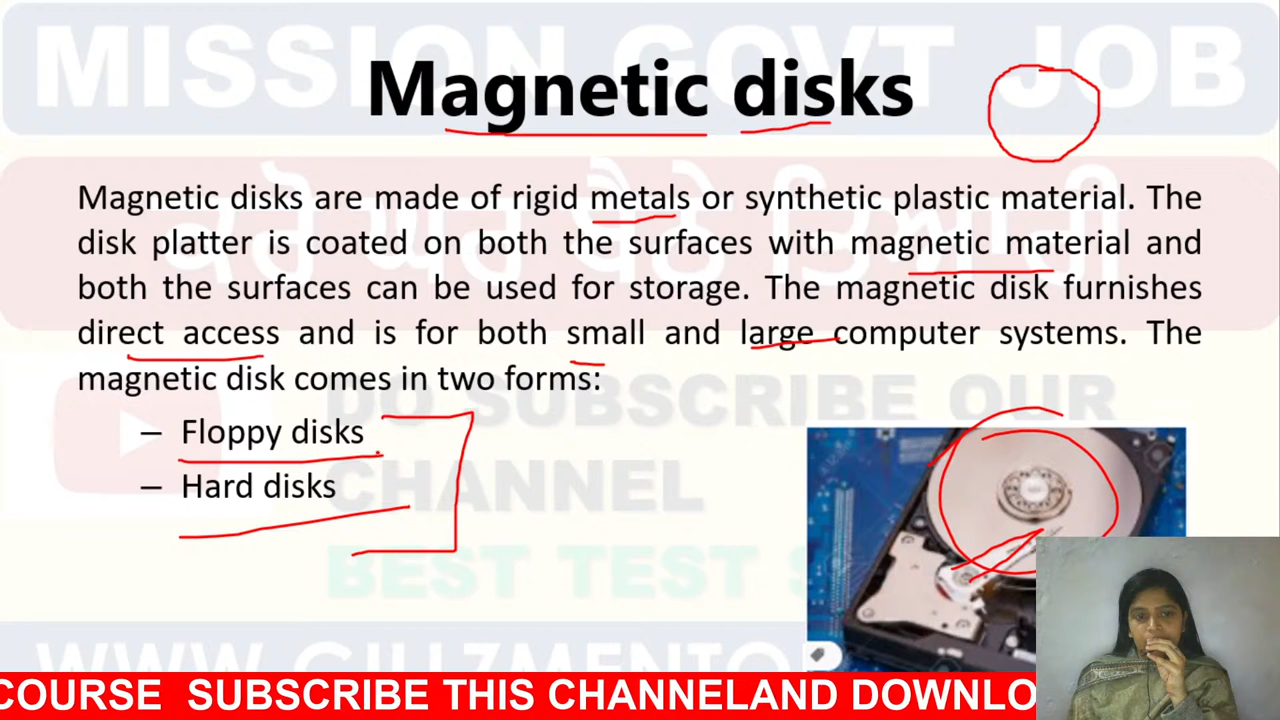 MISSION GOVT JOB
Magnetic disks
Magnetic disks are made of rigid metals or synthetic plastic material. The
disk platter is coated on both the surfaces with magnetic material and
both the surfaces can be used for storage. The magnetic disk furnishes
direct access and is for both small and large computer systems. The
magnetic disk comes in two forms:
DO SUBSCRIBE OUR
– Floppy disks
CHANNEL
– Hard disks
BEST TEST S
COURSE SUBSCRIBE THIS CHANNELAND DOWNLO